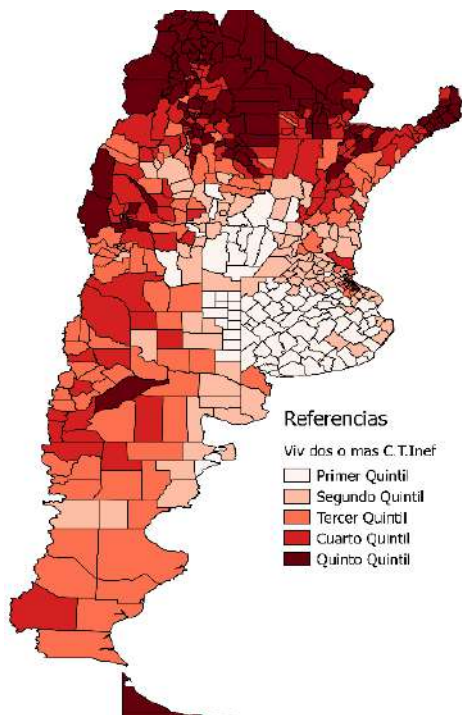 Referencias
Viv dos o mas C.T.Inef
Primer Quintil
Segundo Quintil
Tercer Quintil
Cuarto Quintil
Quinto Quintil